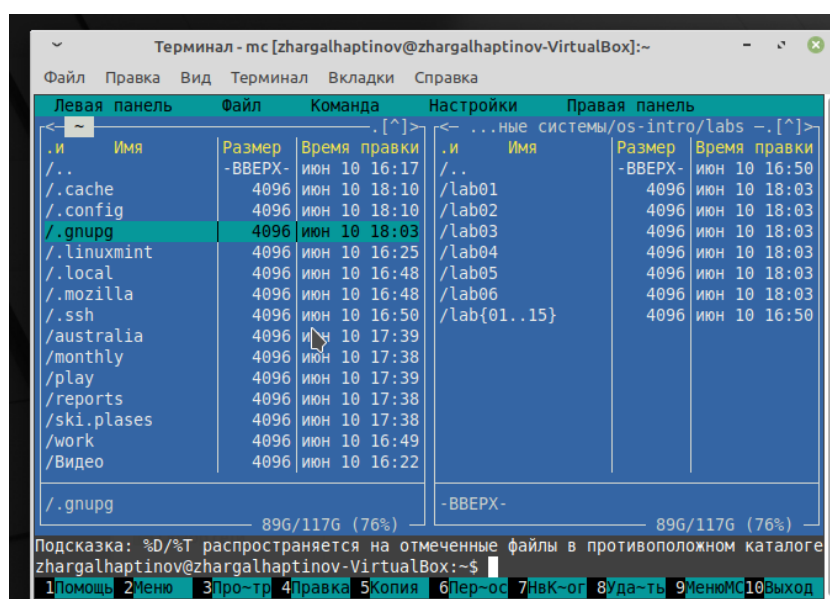 Терминал - mc [zhargalhaptinov@zhargalhaptinov-VirtualBox]:~
Файл Правка Вид Терминал Вкладки Справка
Левая панель Файл Команда Настройки Правая панель
<— ~ .[^]> <— ...ные системы/os-intro/labs —.[^]>
.и Имя Размер Время правки .и Имя Размер Время правки
/.. -ВВЕРХ- июн 10 16:17 /.. -ВВЕРХ- июн 10 16:50
/.cache 4096 июн 10 18:10 /lab01 4096 июн 10 18:03
/.config 4096 июн 10 18:10 /lab02 4096 июн 10 18:03
/.gnupg 4096 июн 10 18:03 /lab03 4096 июн 10 18:03
/.linuxmint 4096 июн 10 16:25 /lab04 4096 июн 10 18:03
/.local 4096 июн 10 16:48 /lab05 4096 июн 10 18:03
/.mozilla 4096 июн 10 16:48 /lab06 4096 июн 10 18:03
/.ssh 4096 июн 10 16:50 /lab{01..15} 4096 июн 10 16:50
/australia 4096 июн 10 17:39
/monthly 4096 июн 10 17:38
/play 4096 июн 10 17:39
/reports 4096 июн 10 17:38
/ski.plases 4096 июн 10 17:38
/work 4096 июн 10 16:49
/Видео 4096 июн 10 16:22
/.gnupg -ВВЕРХ-
89G/117G (76%) 89G/117G (76%)
Подсказка: %D/%T распространяется на отмеченные файлы в противоположном каталоге
zhargalhaptinov@zhargalhaptinov-VirtualBox:~$
1Помощь 2Меню 3Про~тр 4Правка 5Копия 6Пер~ос 7НвК~ог 8Уда~ть 9МенюМС 10Выход